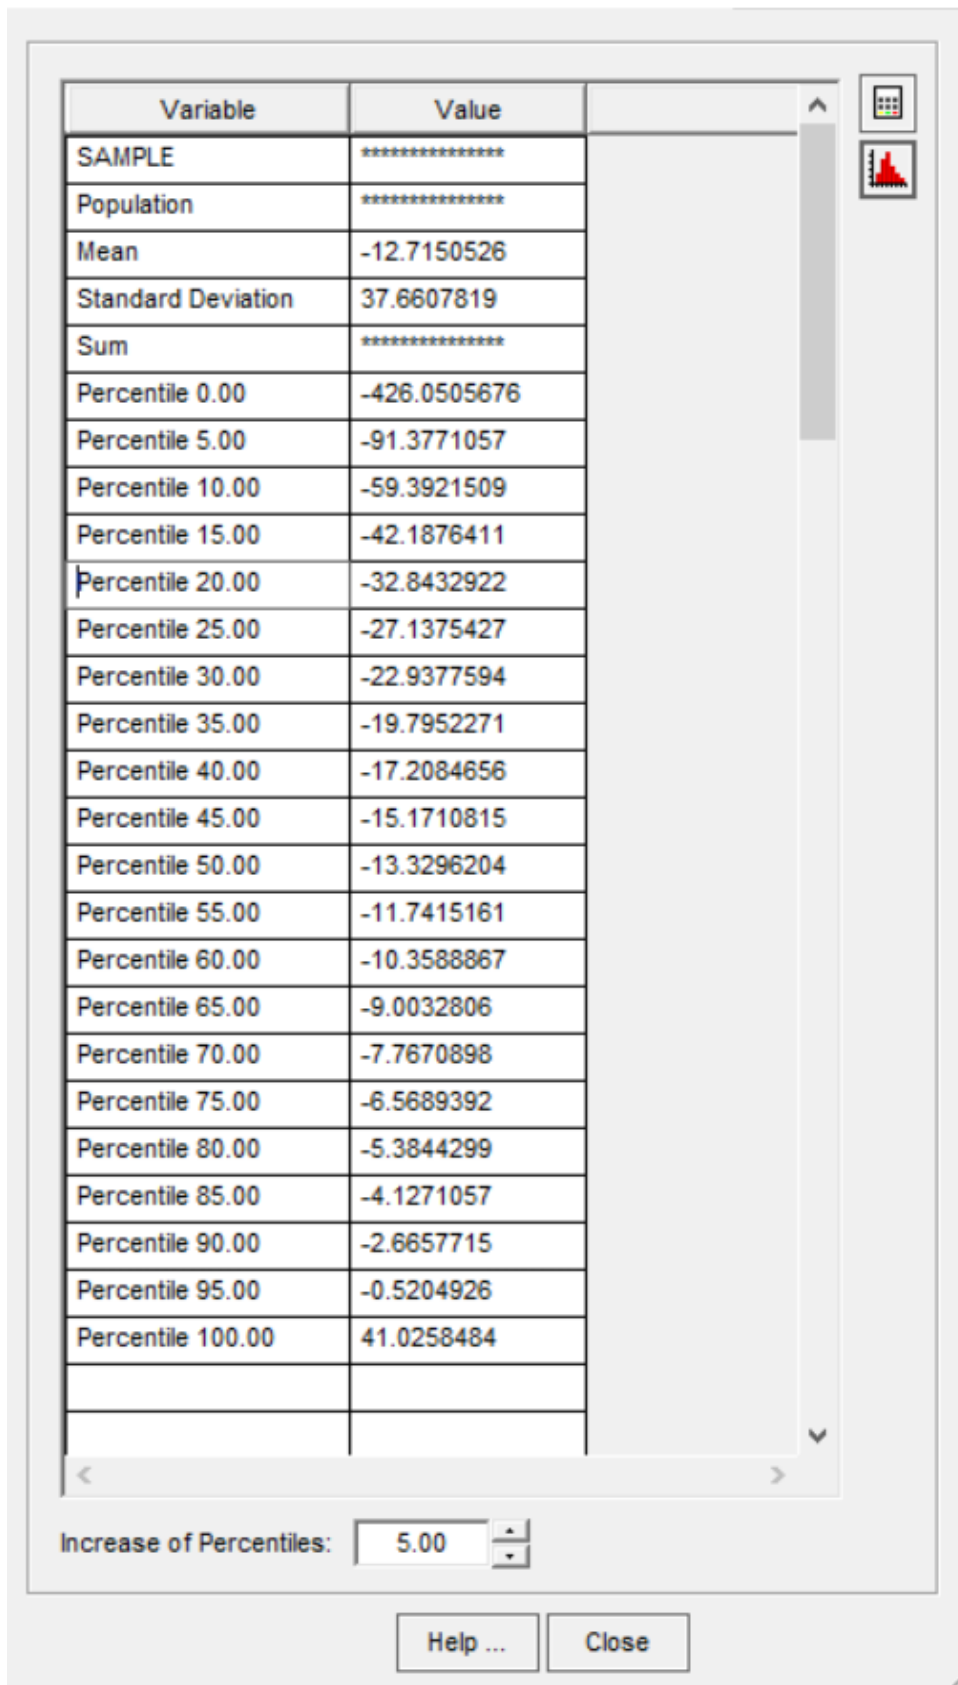 Variable Value
SAMPLE ***************
Population ***************
Mean -12.7150526
Standard Deviation 37.6607819
Sum ***************
Percentile 0.00 -426.0505676
Percentile 5.00 -91.3771057
Percentile 10.00 -59.3921509
Percentile 15.00 -42.1876411
Percentile 20.00 -32.8432922
Percentile 25.00 -27.1375427
Percentile 30.00 -22.9377594
Percentile 35.00 -19.7952271
Percentile 40.00 -17.2084656
Percentile 45.00 -15.1710815
Percentile 50.00 -13.3296204
Percentile 55.00 -11.7415161
Percentile 60.00 -10.3588867
Percentile 65.00 -9.0032806
Percentile 70.00 -7.7670898
Percentile 75.00 -6.5689392
Percentile 80.00 -5.3844299
Percentile 85.00 -4.1271057
Percentile 90.00 -2.6657715
Percentile 95.00 -0.5204926
Percentile 100.00 41.0258484
Increase of Percentiles: 5.00
Help ... Close